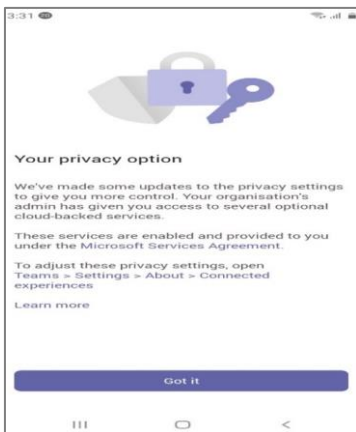 3:31
Your privacy option
We've made some updates to the privacy settings
to give you more control. Your organisation's
admin has given you access to several optional
cloud-backed services.
These services are enabled and provided to you
under the Microsoft Services Agreement.
To adjust these privacy settings, open
Teams > Settings > About > Connected
experiences
Learn more
Got it